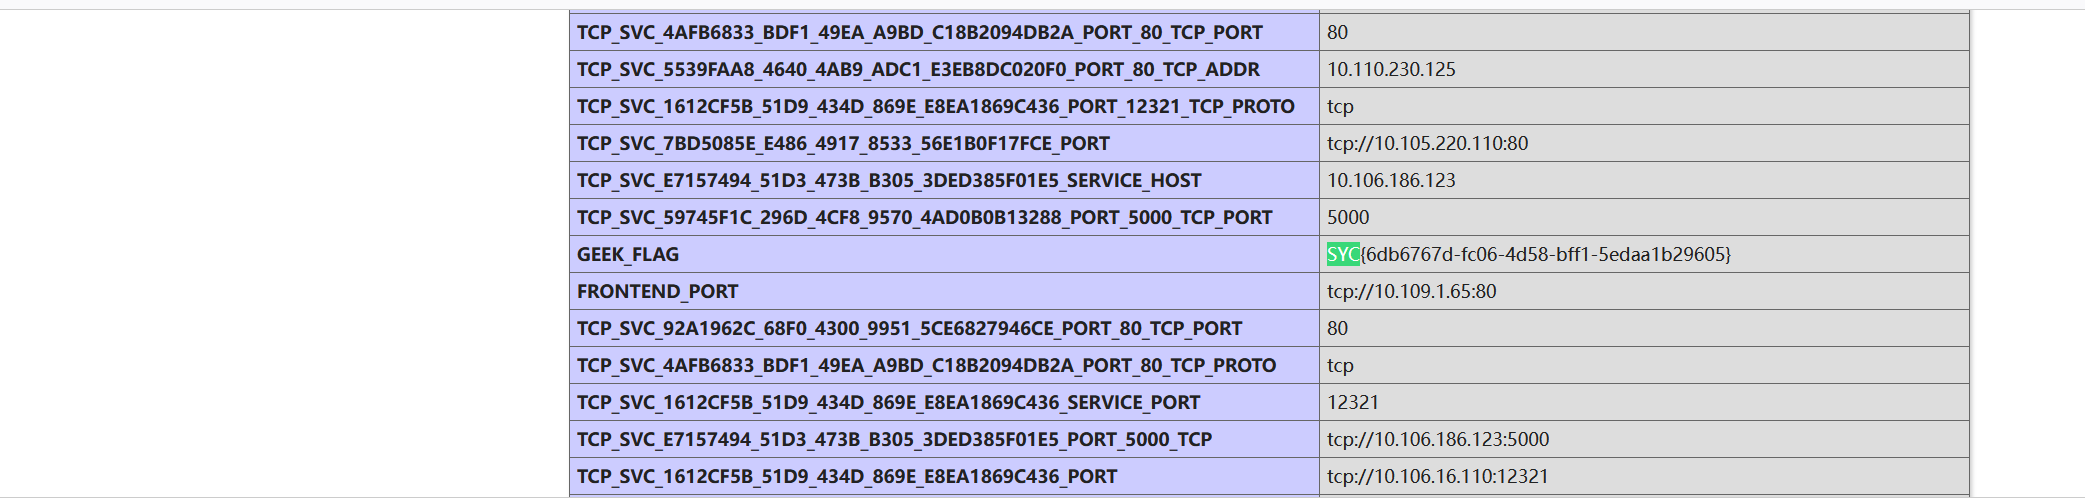 TCP_SVC_4AFB6833_BDF1_49EA_A9BD_C18B2094DB2A_PORT_80_TCP_PORT 80
TCP_SVC_5539FAA8_4640_4AB9_ADC1_E3EB8DC020F0_PORT_80_TCP_ADDR 10.110.230.125
TCP_SVC_1612CF5B_51D9_434D_869E_E8EA1869C436_PORT_12321_TCP_PROTO tcp
TCP_SVC_7BD5085E_E486_4917_8533_56E1B0F17FCE_PORT tcp://10.105.220.110:80
TCP_SVC_E7157494_51D3_473B_B305_3DED385F01E5_SERVICE_HOST 10.106.186.123
TCP_SVC_59745F1C_296D_4CF8_9570_4AD0B0B13288_PORT_5000_TCP_PORT 5000
GEEK_FLAG SYC{6db6767d-fc06-4d58-bff1-5edaa1b29605}
FRONTEND_PORT tcp://10.109.1.65:80
TCP_SVC_92A1962C_68F0_4300_9951_5CE6827946CE_PORT_80_TCP_PORT 80
TCP_SVC_4AFB6833_BDF1_49EA_A9BD_C18B2094DB2A_PORT_80_TCP_PROTO tcp
TCP_SVC_1612CF5B_51D9_434D_869E_E8EA1869C436_SERVICE_PORT 12321
TCP_SVC_E7157494_51D3_473B_B305_3DED385F01E5_PORT_5000_TCP tcp://10.106.186.123:5000
TCP_SVC_1612CF5B_51D9_434D_869E_E8EA1869C436_PORT tcp://10.106.16.110:12321